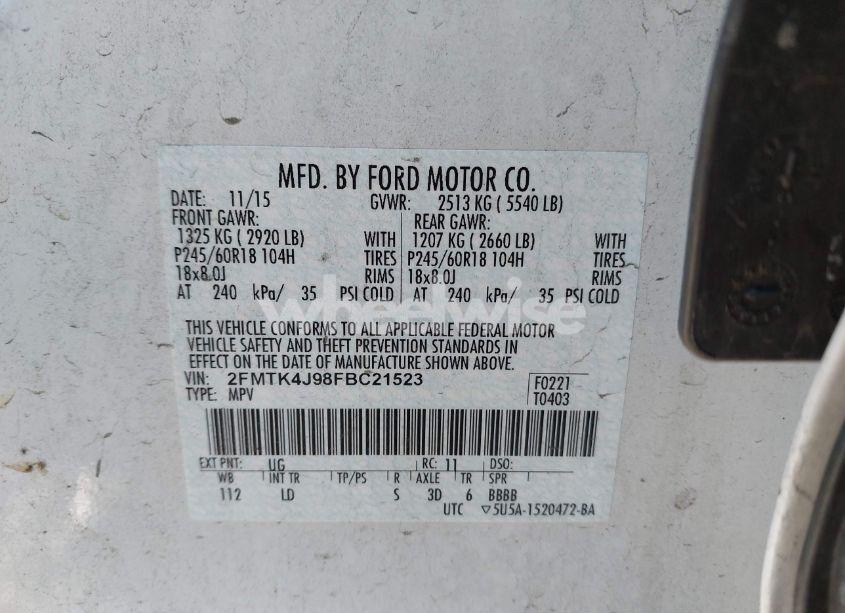 MFD. BY FORD MOTOR CO.
DATE: 11/15 GVWR: 2513 KG ( 5540 LB)
FRONT GAWR: REAR GAWR:
1325 KG ( 2920 LB) WITH 1207 KG ( 2660 LB) WITH
P245/60R18 104H TIRES P245/60R18 104H TIRES
18x8.0J RIMS 18x8.0J RIMS
AT 240 kPa/ 35 PSI COLD AT 240 kPa/ 35 PSI COLD
wheelwise
THIS VEHICLE CONFORMS TO ALL APPLICABLE FEDERAL MOTOR
VEHICLE SAFETY AND THEFT PREVENTION STANDARDS IN
EFFECT ON THE DATE OF MANUFACTURE SHOWN ABOVE.
VIN: 2FMTK4J98FBC21523 F0221
TYPE: MPV T0403
EXT PNT: UG RC: 11 DSO:
WB INT TR TP/PS R AXLE TR SPR
112 LD S 3D 6 BBBB
UTC ▽5U5A-1520472-BA